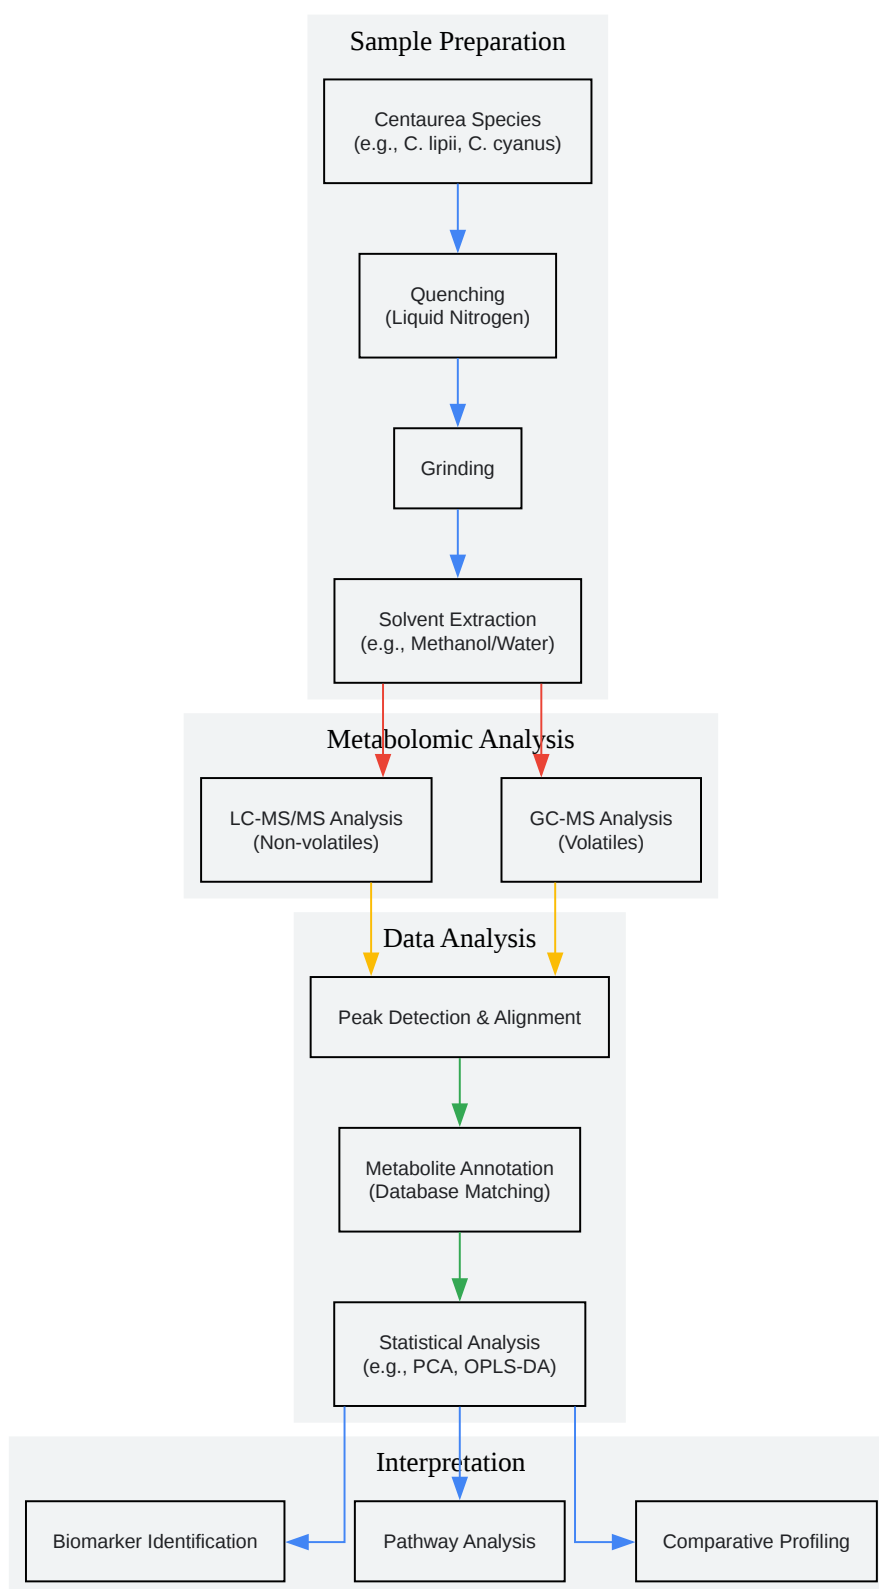 Sample Preparation
Centaurea Species
(e.g., C. lipii, C. cyanus)
Quenching
(Liquid Nitrogen)
Grinding
Solvent Extraction
(e.g., Methanol/Water)
Metabolomic Analysis
LC-MS/MS Analysis
(Non-volatiles)
GC-MS Analysis
(Volatiles)
Data Analysis
Peak Detection & Alignment
Metabolite Annotation
(Database Matching)
Statistical Analysis
(e.g., PCA, OPLS-DA)
Interpretation
Biomarker Identification
Pathway Analysis
Comparative Profiling